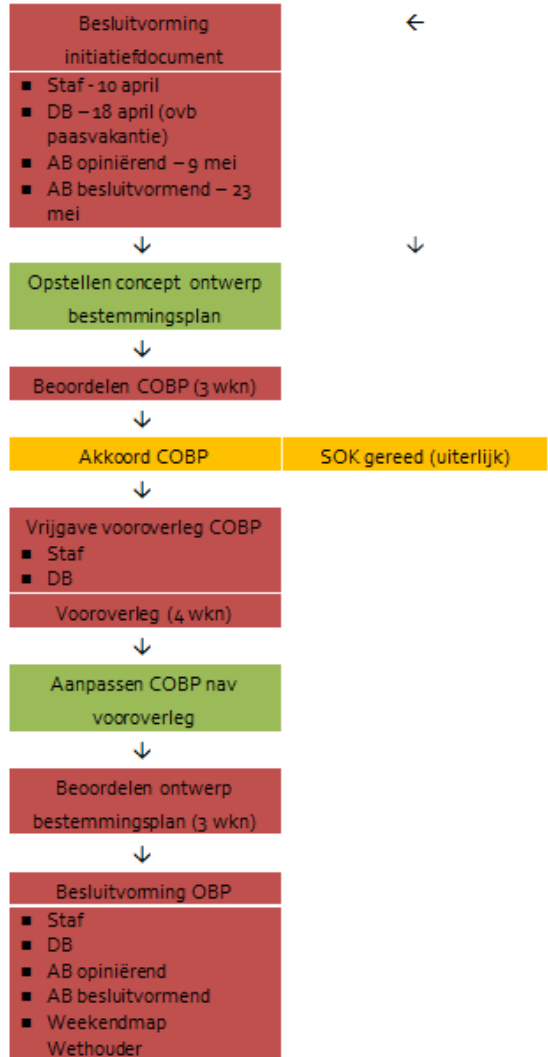 Besluitvorming
←
initiatiefdocument
▪ Staf - 10 april
▪ DB – 18 april (ovb
paasvakantie)
▪ AB opiniërend – 9 mei
▪ AB besluitvormend – 23
mei
↓ ↓
Opstellen concept ontwerp
bestemmingsplan
↓
Beoordelen COBP (3 wkn)
↓
Akkoord COBP
SOK gereed (uiterlijk)
↓
Vrijgave vooroverleg COBP
▪ Staf
▪ DB
Vooroverleg (4 wkn)
↓
Aanpassen COBP nav
vooroverleg
↓
Beoordelen ontwerp
bestemmingsplan (3 wkn)
↓
Besluitvorming OBP
▪ Staf
▪ DB
▪ AB opiniërend
▪ AB besluitvormend
▪ Weekendmap
Wethouder